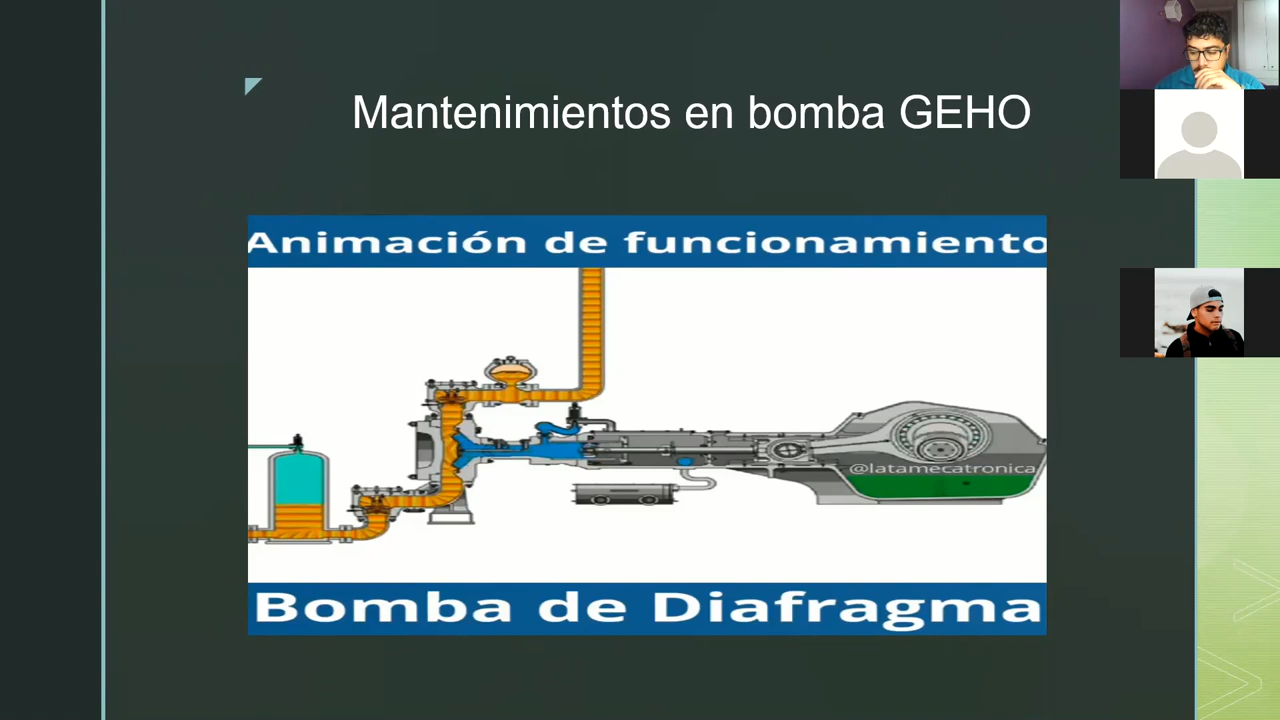 Mantenimientos en bomba GEHO
Animación de funcionamiento
@latamecatronica
Bomba de Diafragma